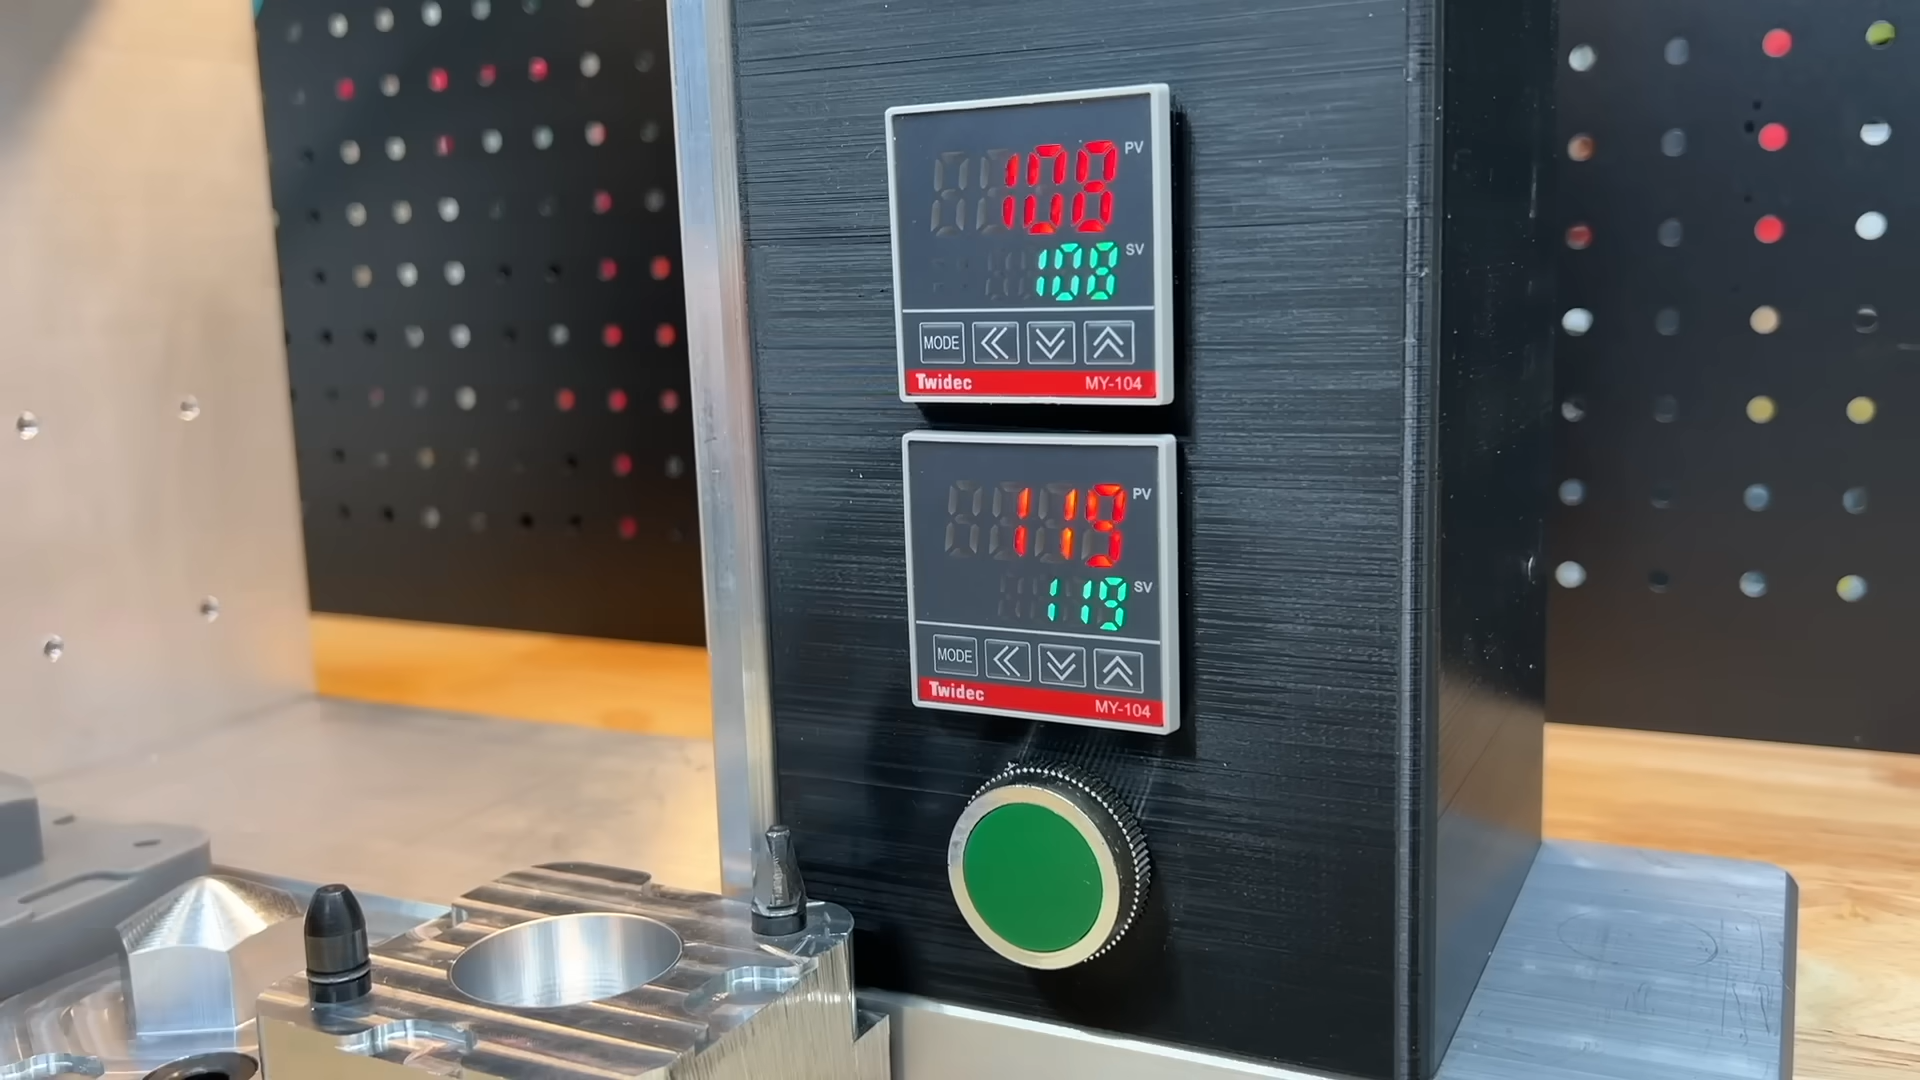 108 PV
108 SV
MODE
Twidec MY-104
119 PV
119 SV
MODE
Twidec MY-104